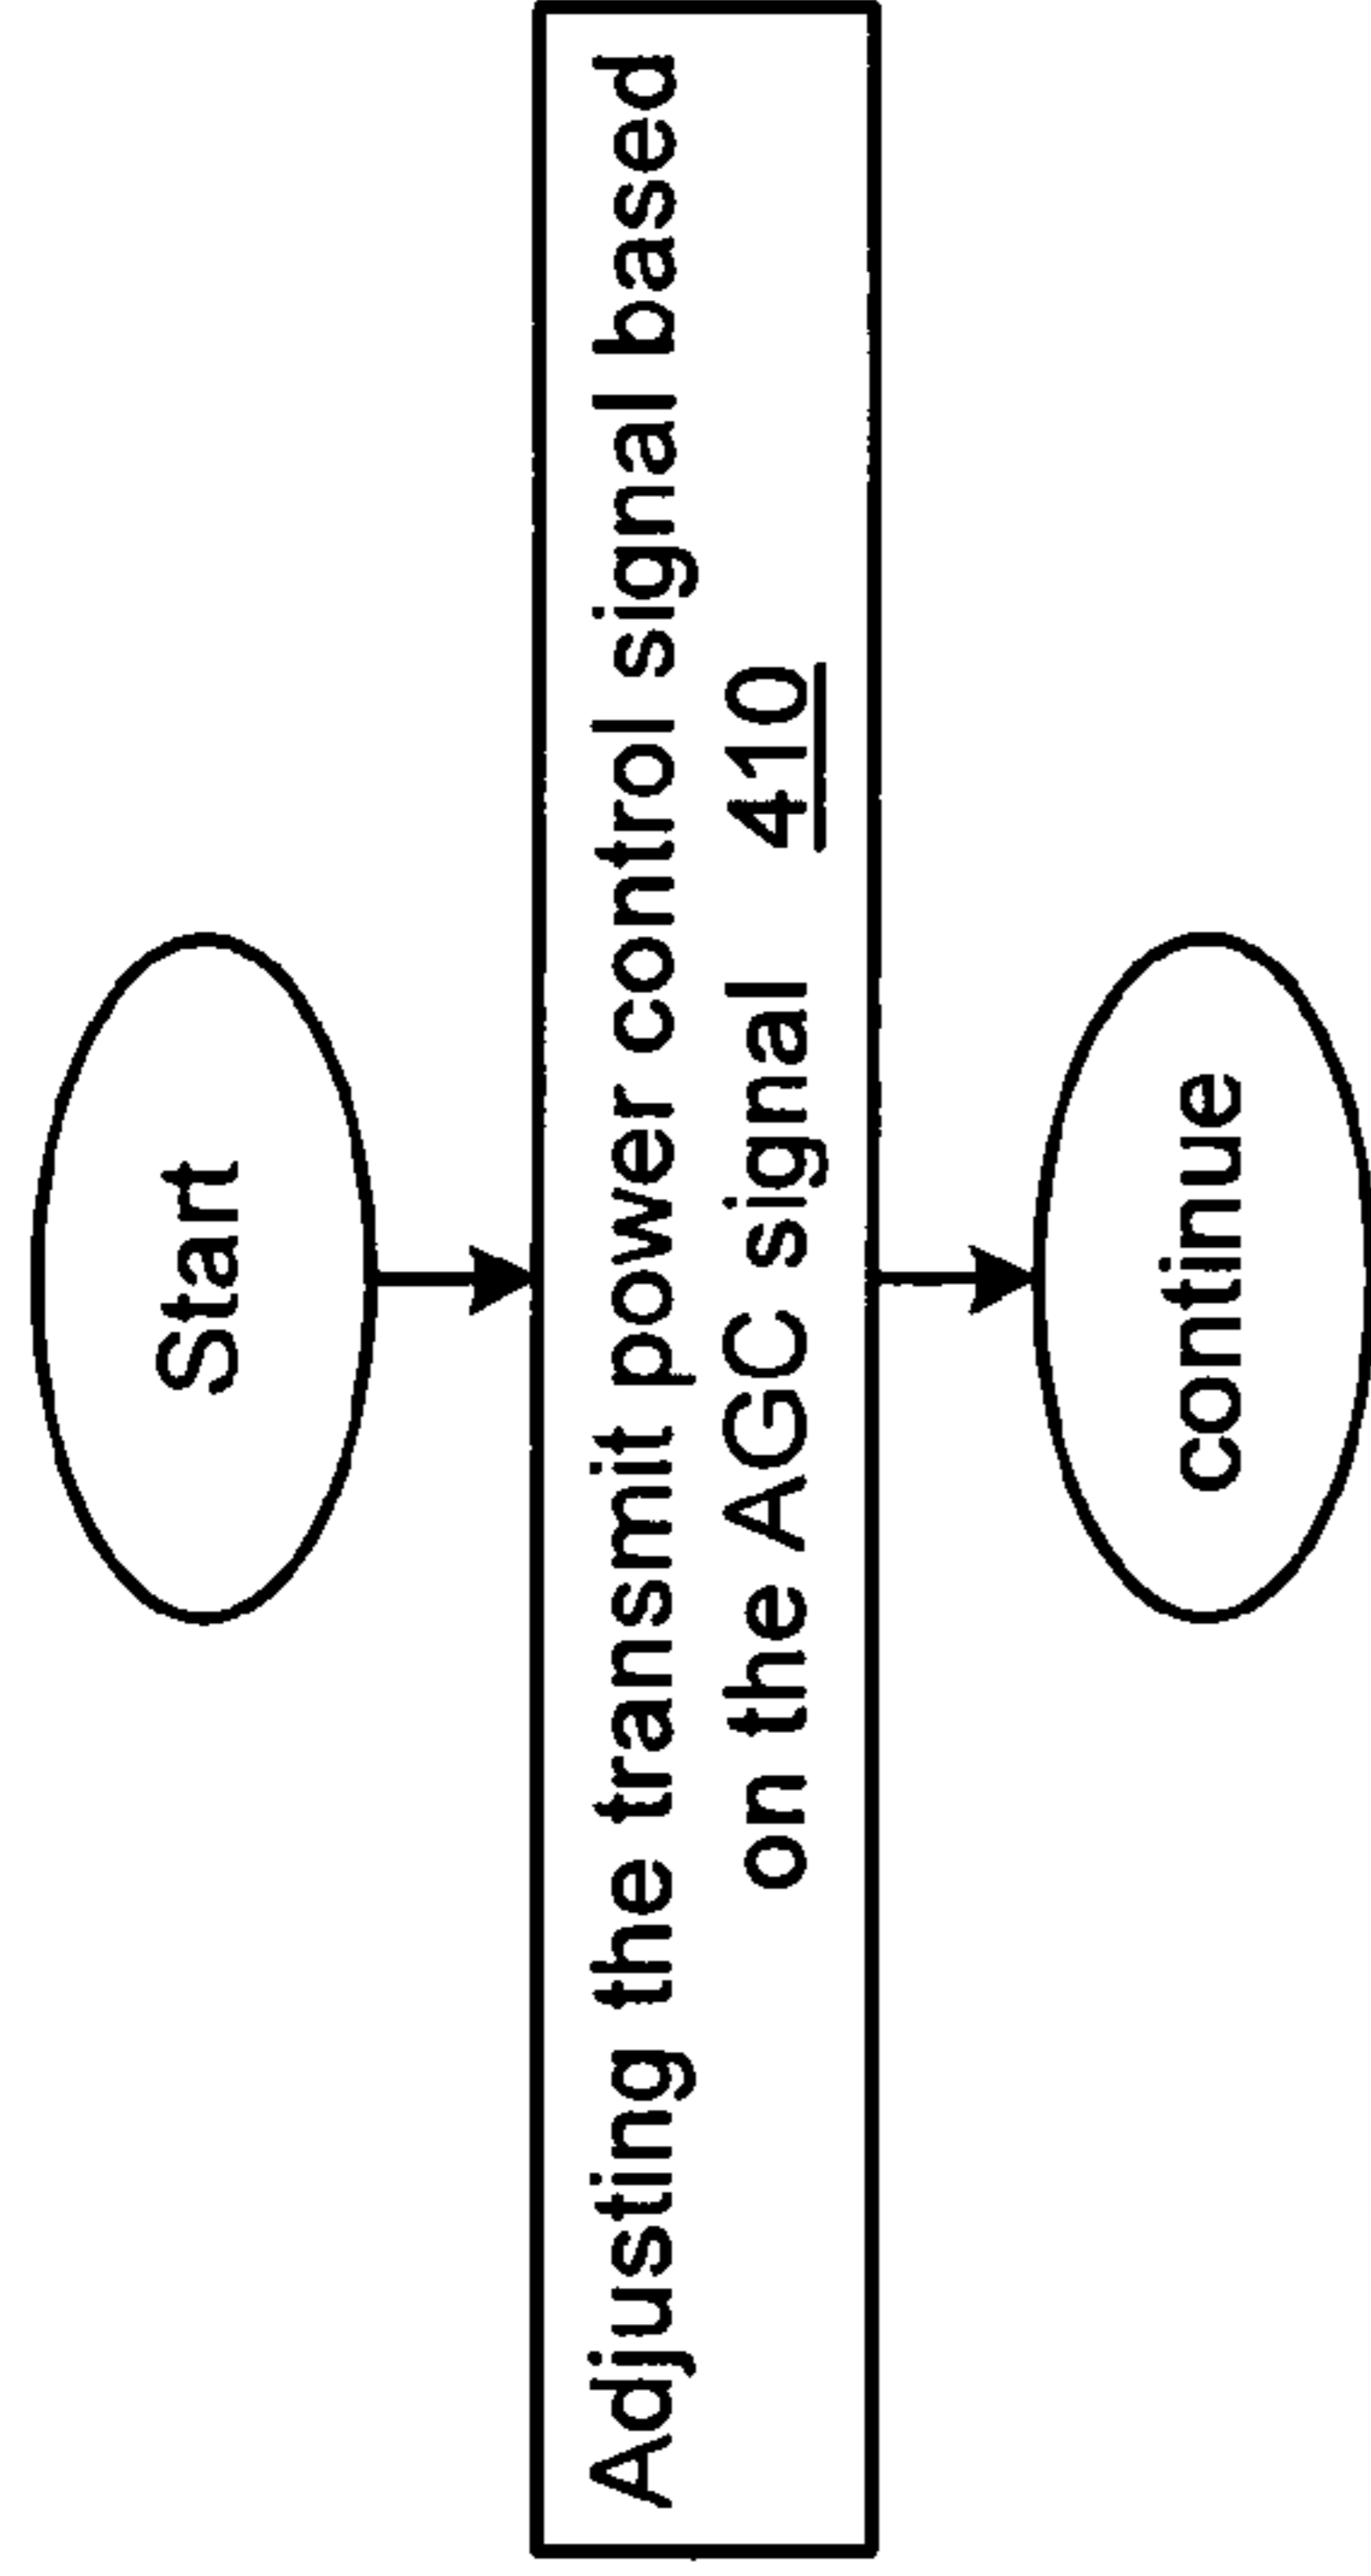 Start
Adjusting the transmit power control signal based
on the AGC signal 410
continue